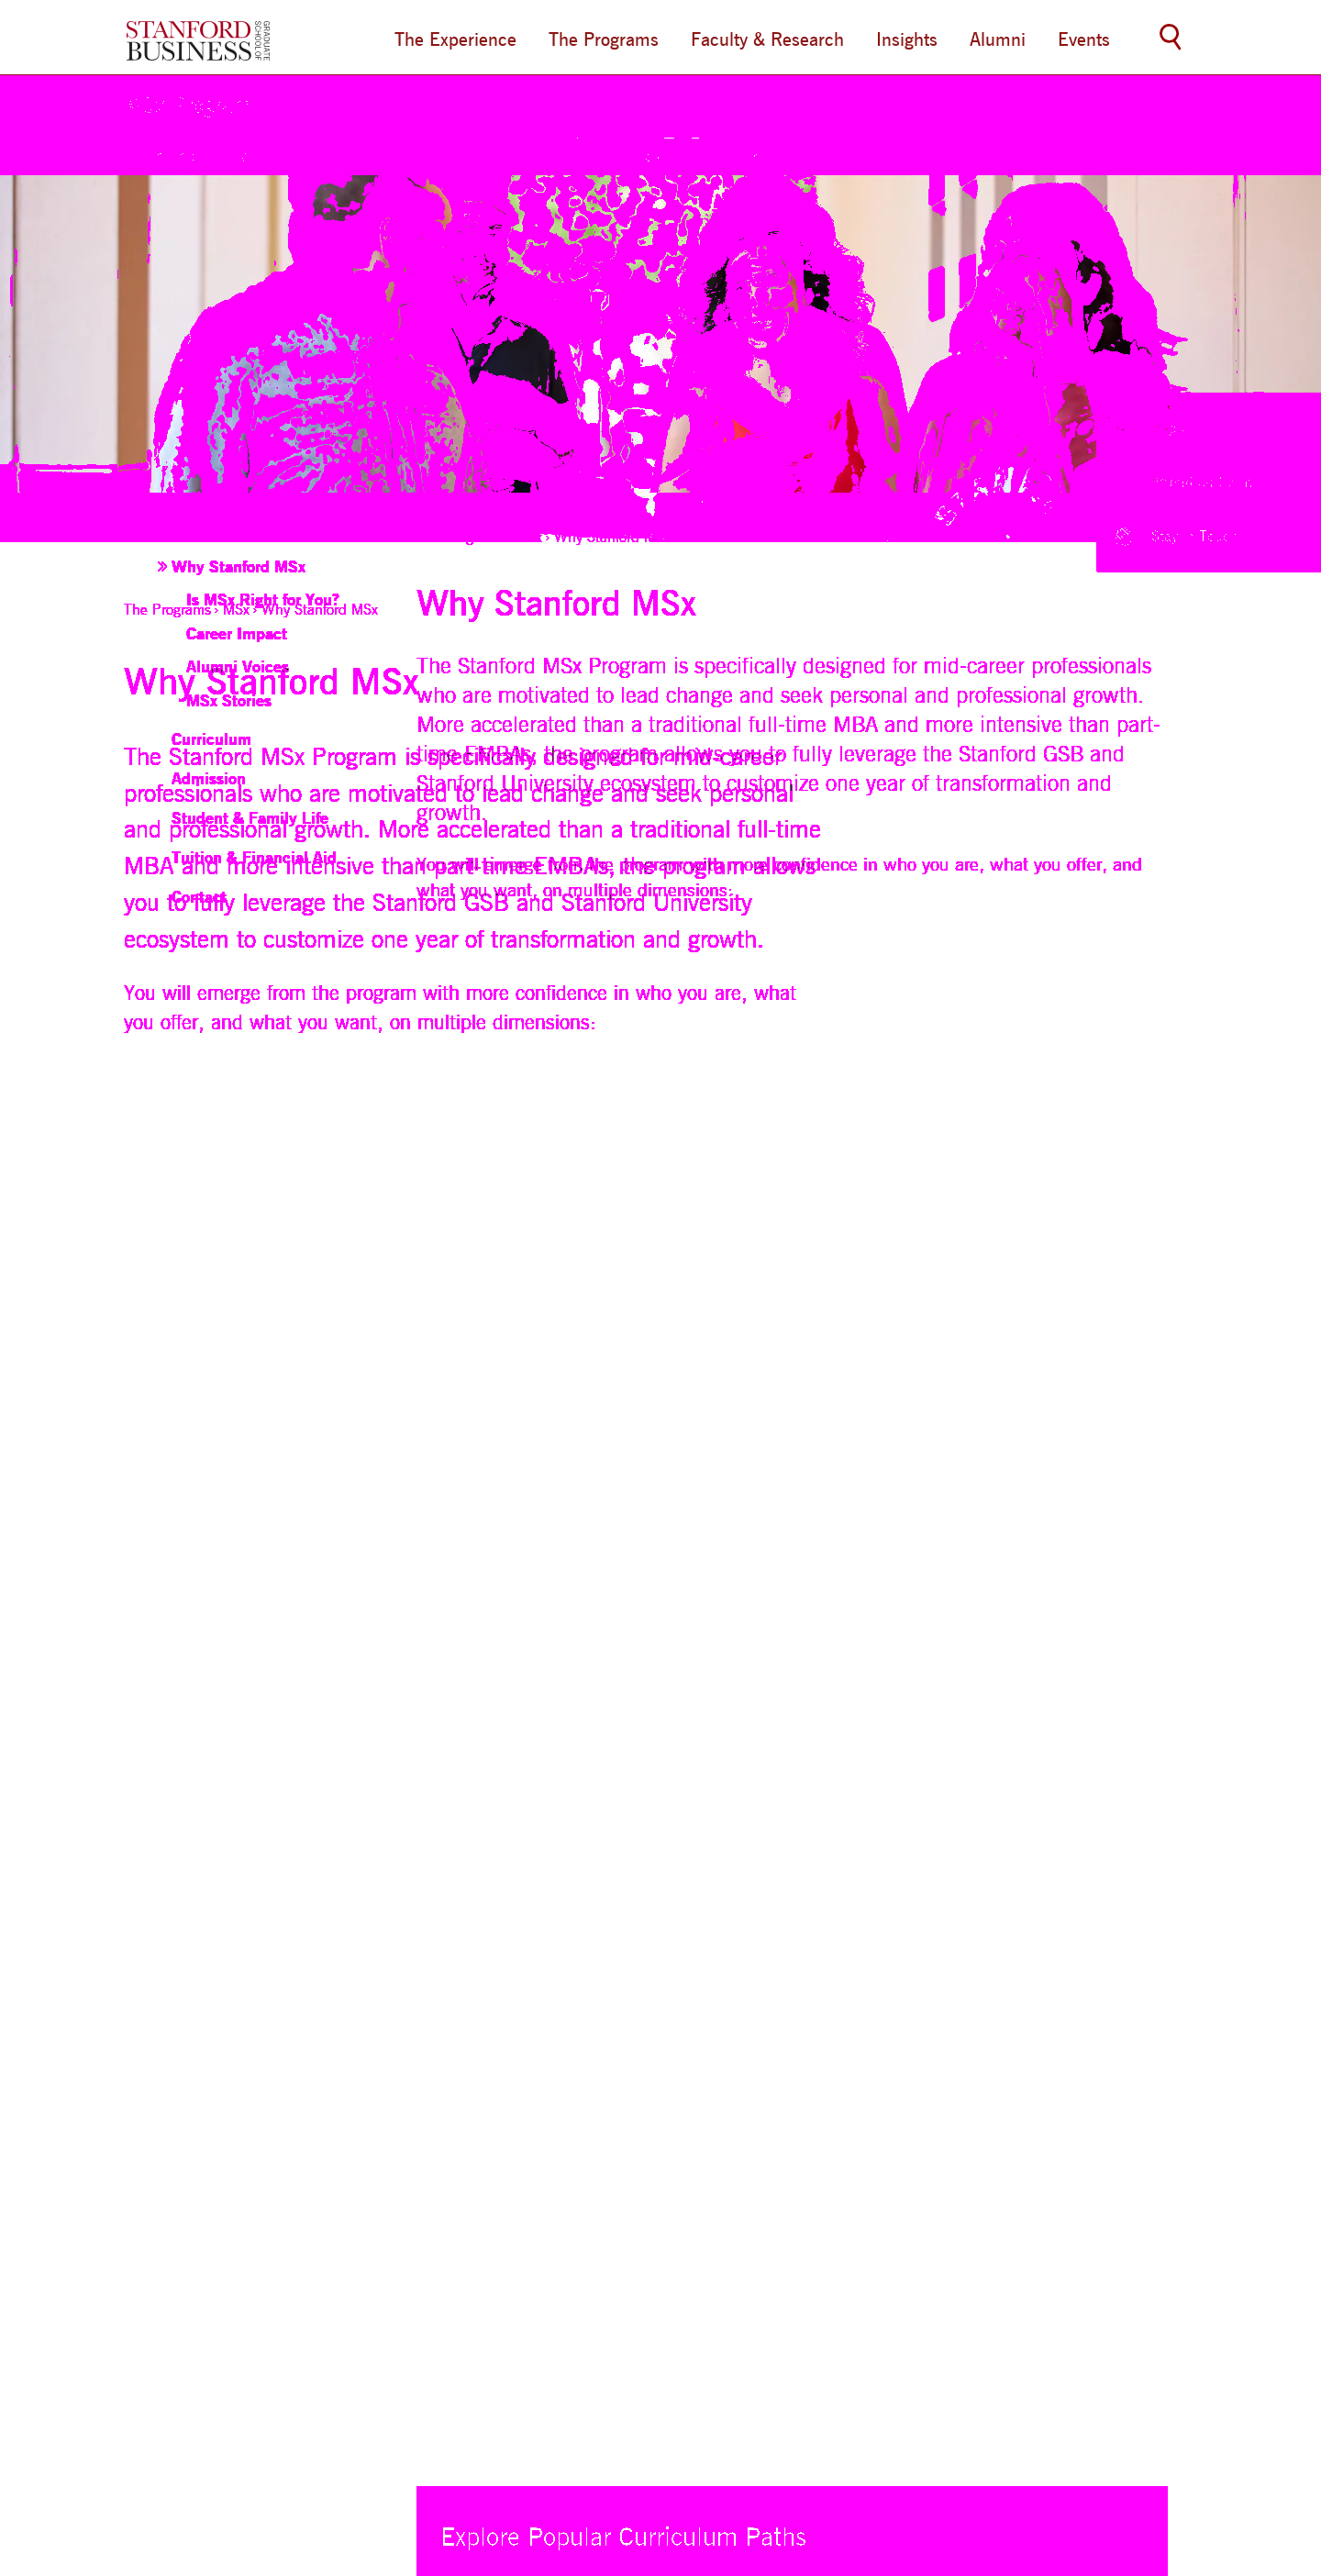 STANFORD
BUSINESS
GRADUATE
SCHOOL OF
The Experience
The Programs
Faculty & Research
Insights
Alumni
Events
Why Stanford
Stay in Touch
» Why Stanford MSx
Is MSx Right for You?
Career Impact
Alumni Voices
MSx Stories
Curriculum
Admission
Student & Family Life
Tuition & Financial Aid
Contact
The Programs › MSx › Why Stanford MSx
Why Stanford MSx
The Stanford MSx Program is specifically designed for mid-career
professionals who are motivated to lead change and seek personal
and professional growth. More accelerated than a traditional full-time
MBA and more intensive than part-time EMBAs, the program allows
you to fully leverage the Stanford GSB and Stanford University
ecosystem to customize one year of transformation and growth.
You will emerge from the program with more confidence in who you are, what
you offer, and what you want, on multiple dimensions:
Why Stanford MSx
The Stanford MSx Program is specifically designed for mid-career professionals
who are motivated to lead change and seek personal and professional growth.
More accelerated than a traditional full-time MBA and more intensive than part-
time EMBAs, the program allows you to fully leverage the Stanford GSB and
Stanford University ecosystem to customize one year of transformation and
growth.
You will emerge from the program with more confidence in who you are, what you offer, and
what you want, on multiple dimensions:
Explore Popular Curriculum Paths